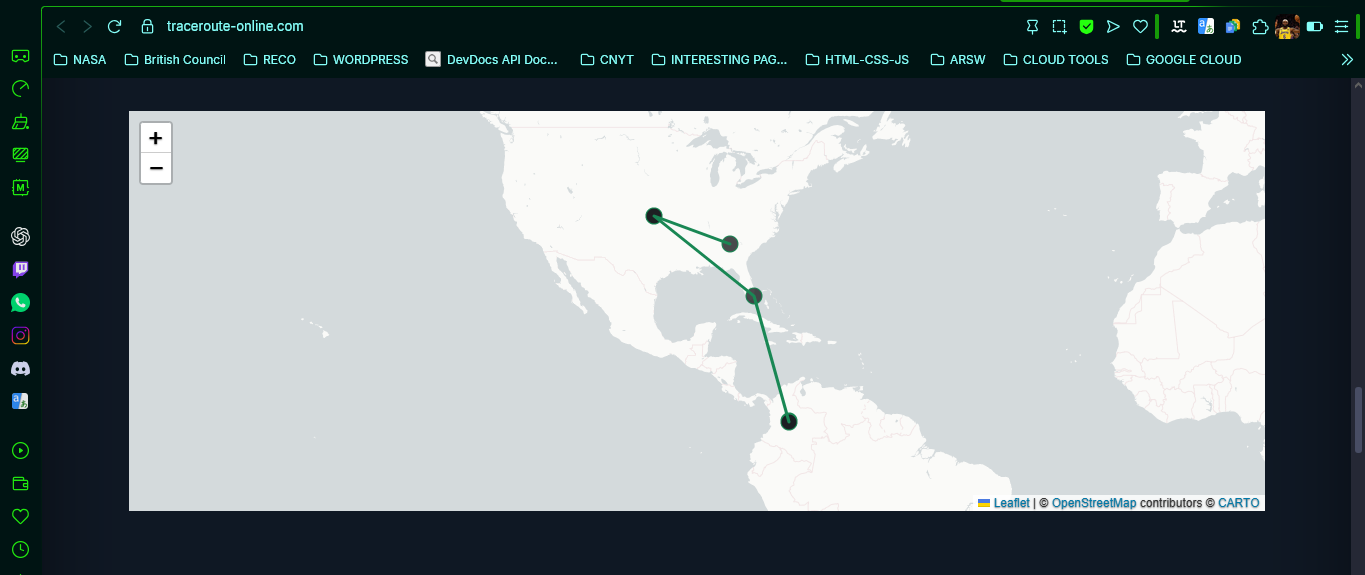 traceroute-online.com
NASA British Council RECO WORDPRESS DevDocs API Doc... CNYT INTERESTING PAG... HTML-CSS-JS ARSW CLOUD TOOLS GOOGLE CLOUD
+
−
Leaflet | © OpenStreetMap contributors © CARTO